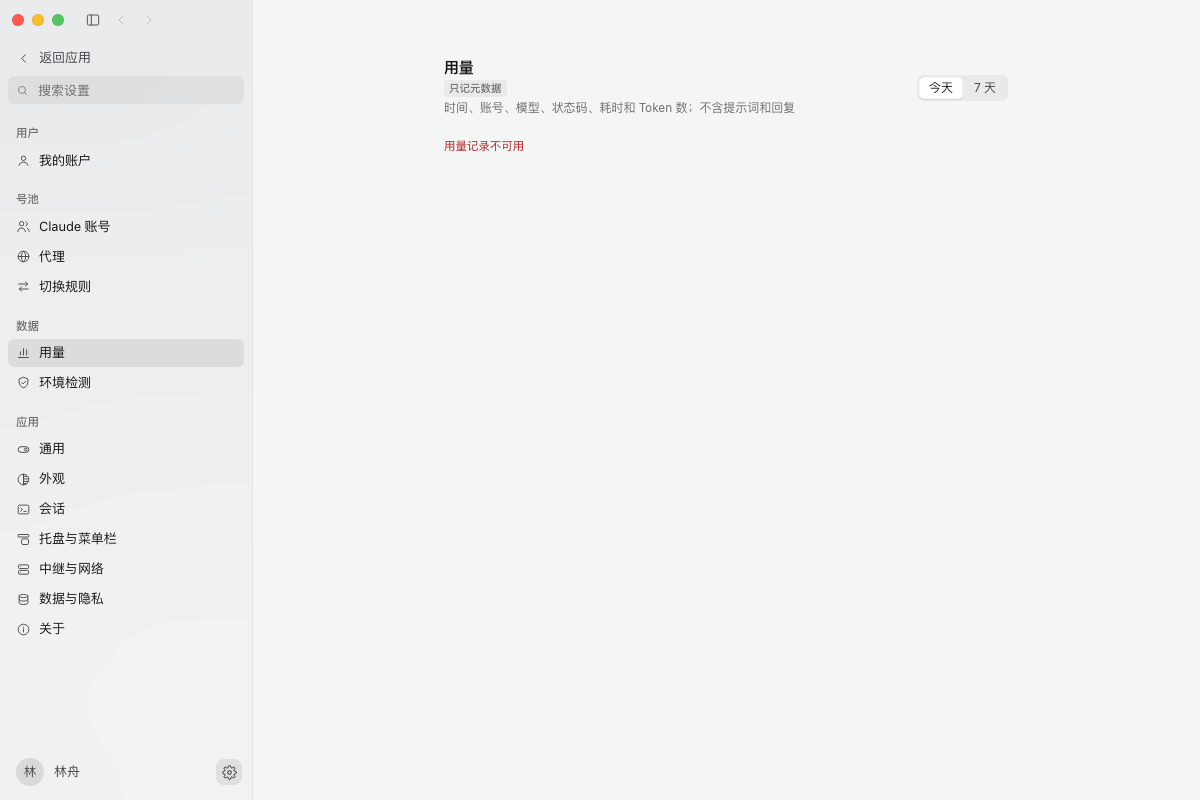 返回应用
搜索设置
用户
我的账户
号池
Claude 账号
代理
切换规则
数据
用量
环境检测
应用
通用
外观
会话
托盘与菜单栏
中继与网络
数据与隐私
关于
林 林舟
用量
只记元数据
时间、账号、模型、状态码、耗时和 Token 数；不含提示词和回复
今天 7 天
用量记录不可用